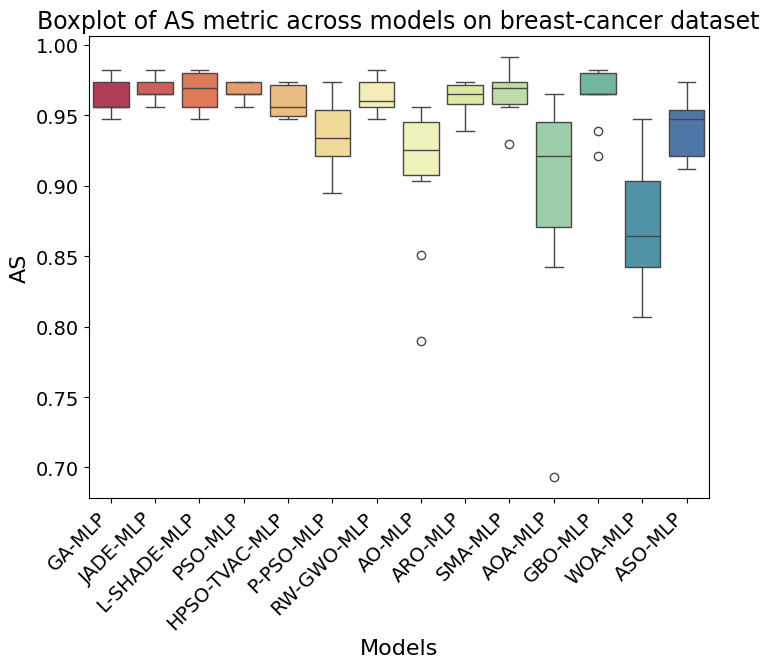 Boxplot of AS metric across models on breast-cancer dataset
1.00
0.95
0.90
0.85
0.80
0.75
0.70
AS
GA-MLP
JADE-MLP
L-SHADE-MLP
PSO-MLP
HPSO-TVAC-MLP
P-PSO-MLP
RW-GWO-MLP
AO-MLP
ARO-MLP
SMA-MLP
AOA-MLP
GBO-MLP
WOA-MLP
ASO-MLP
Models